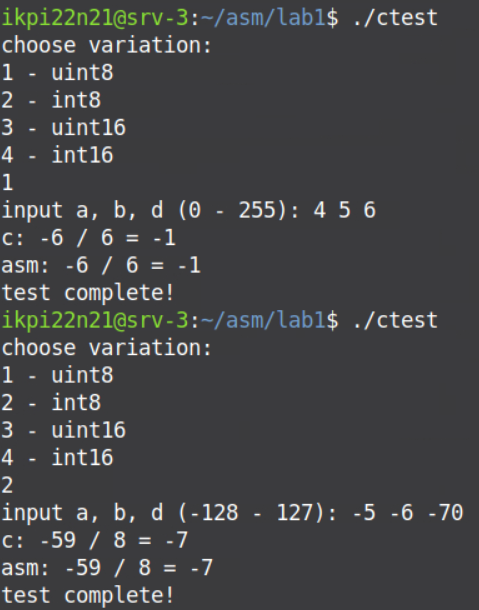 ikpi22n21@srv-3:~/asm/lab1$ ./ctest
choose variation:
1 - uint8
2 - int8
3 - uint16
4 - int16
1
input a, b, d (0 - 255): 4 5 6
c: -6 / 6 = -1
asm: -6 / 6 = -1
test complete!
ikpi22n21@srv-3:~/asm/lab1$ ./ctest
choose variation:
1 - uint8
2 - int8
3 - uint16
4 - int16
2
input a, b, d (-128 - 127): -5 -6 -70
c: -59 / 8 = -7
asm: -59 / 8 = -7
test complete!